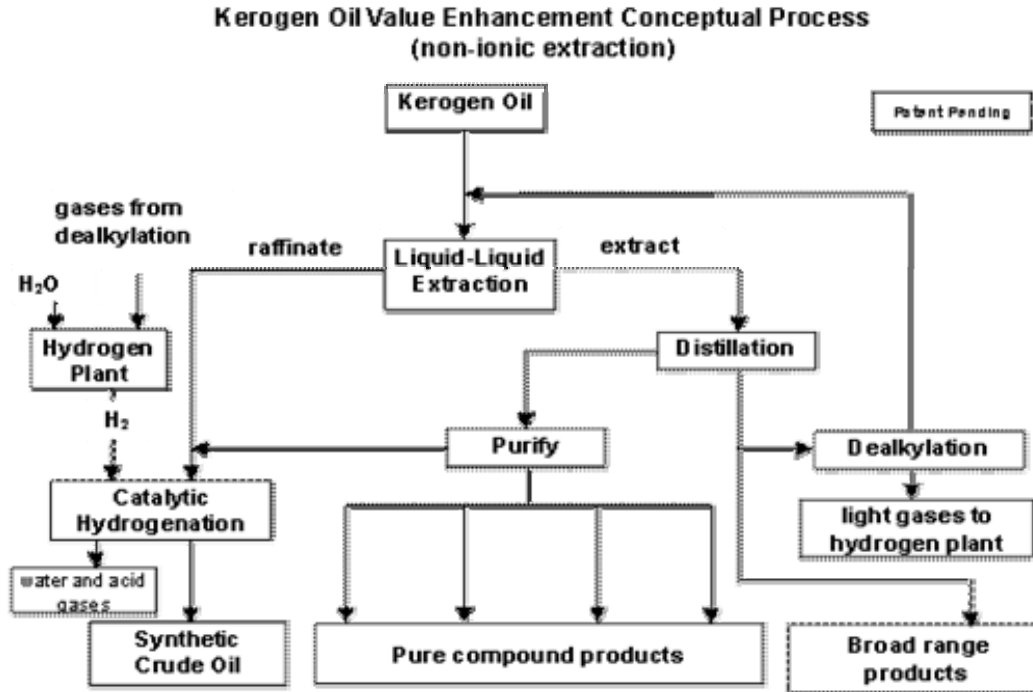 Kerogen Oil Value Enhancement Conceptual Process
(non-ionic extraction)
Kerogen Oil
Patent Pending
gases from
dealkylation
raffinate
Liquid-Liquid
Extraction
extract
H₂O
Hydrogen
Plant
Distillation
H₂
Purify
Dealkylation
Catalytic
Hydrogenation
light gases to
hydrogen plant
water and acid
gases
Synthetic
Crude Oil
Pure compound products
Broad range
products